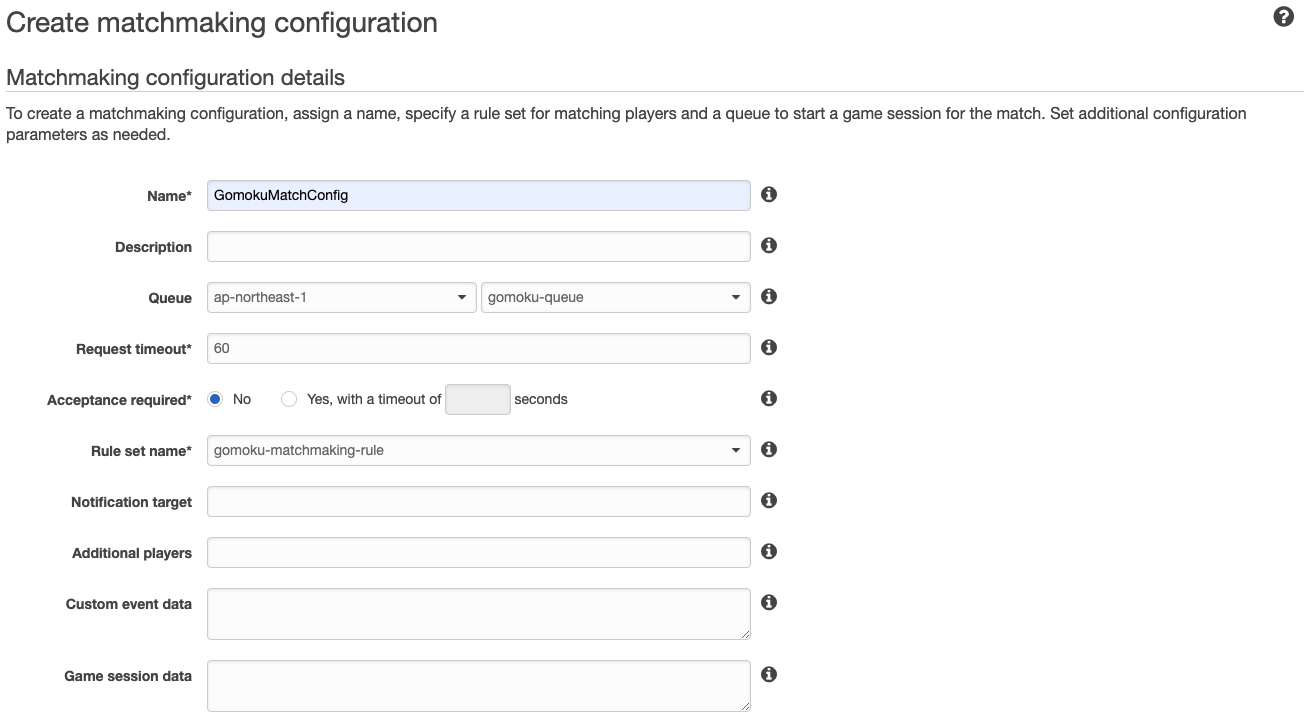 Create matchmaking configuration
Matchmaking configuration details
To create a matchmaking configuration, assign a name, specify a rule set for matching players and a queue to start a game session for the match. Set additional configuration
parameters as needed.
Name* GomokuMatchConfig
Description
Queue ap-northeast-1 gomoku-queue
Request timeout* 60
Acceptance required* No Yes, with a timeout of seconds
Rule set name* gomoku-matchmaking-rule
Notification target
Additional players
Custom event data
Game session data